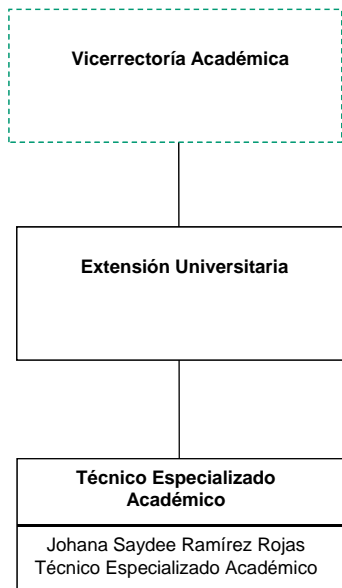 Vicerrectoría Académica
Extensión Universitaria
Técnico Especializado
Académico
Johana Saydee Ramírez Rojas
Técnico Especializado Académico